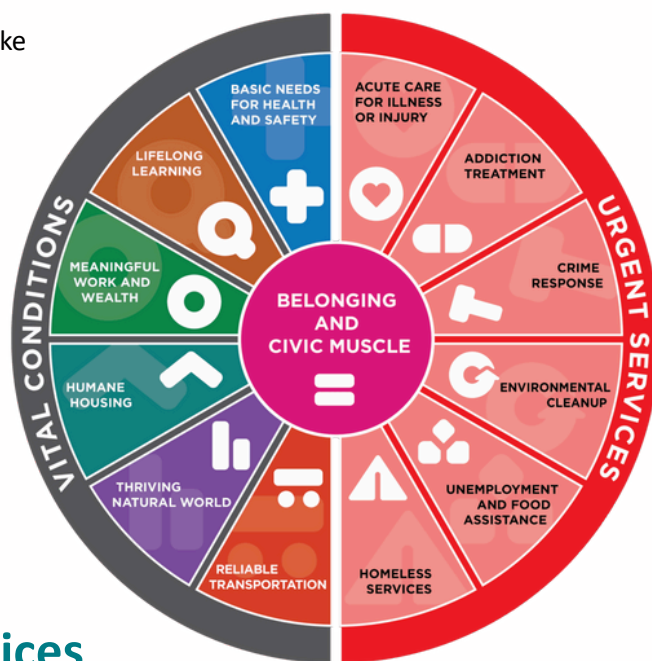 ke
VITAL CONDITIONS
BASIC NEEDS
FOR HEALTH
AND SAFETY
LIFELONG
LEARNING
MEANINGFUL
WORK AND
WEALTH
HUMANE
HOUSING
THRIVING
NATURAL WORLD
RELIABLE
TRANSPORTATION
BELONGING
AND
CIVIC MUSCLE
URGENT SERVICES
ACUTE CARE
FOR ILLNESS
OR INJURY
ADDICTION
TREATMENT
CRIME
RESPONSE
ENVIRONMENTAL
CLEANUP
UNEMPLOYMENT
AND FOOD
ASSISTANCE
HOMELESS
SERVICES
ices